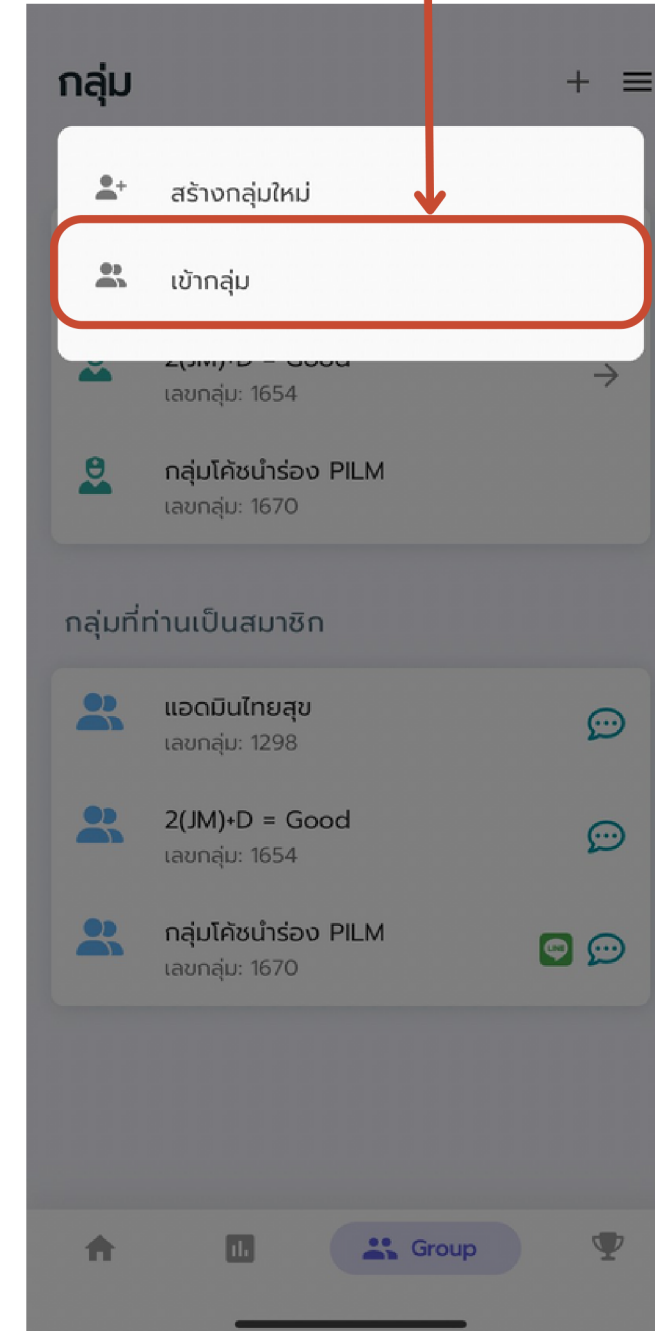 กลุ่ม
สร้างกลุ่มใหม่
เข้ากลุ่ม
2(JM)+D = Good
เลขกลุ่ม: 1654
กลุ่มโค้ชนำร่อง PILM
เลขกลุ่ม: 1670
กลุ่มที่ท่านเป็นสมาชิก
แอดมินไทยสุข
เลขกลุ่ม: 1298
2(JM)+D = Good
เลขกลุ่ม: 1654
กลุ่มโค้ชนำร่อง PILM
LINE
เลขกลุ่ม: 1670
Group